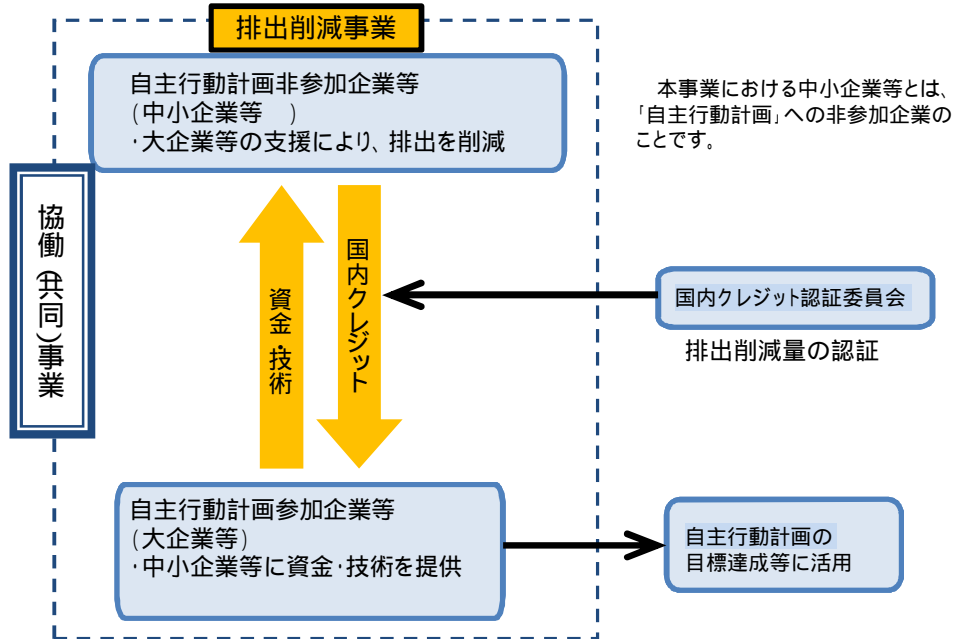 排出削減事業
自主行動計画非参加企業等
(中小企業等　)
・大企業等の支援により、排出を削減
本事業における中小企業等とは、
「自主行動計画」への非参加企業の
ことです。
協働(共同)事業
資金・技術
国内クレジット
国内クレジット認証委員会
排出削減量の認証
自主行動計画参加企業等
(大企業等)
・中小企業等に資金・技術を提供
自主行動計画の
目標達成等に活用